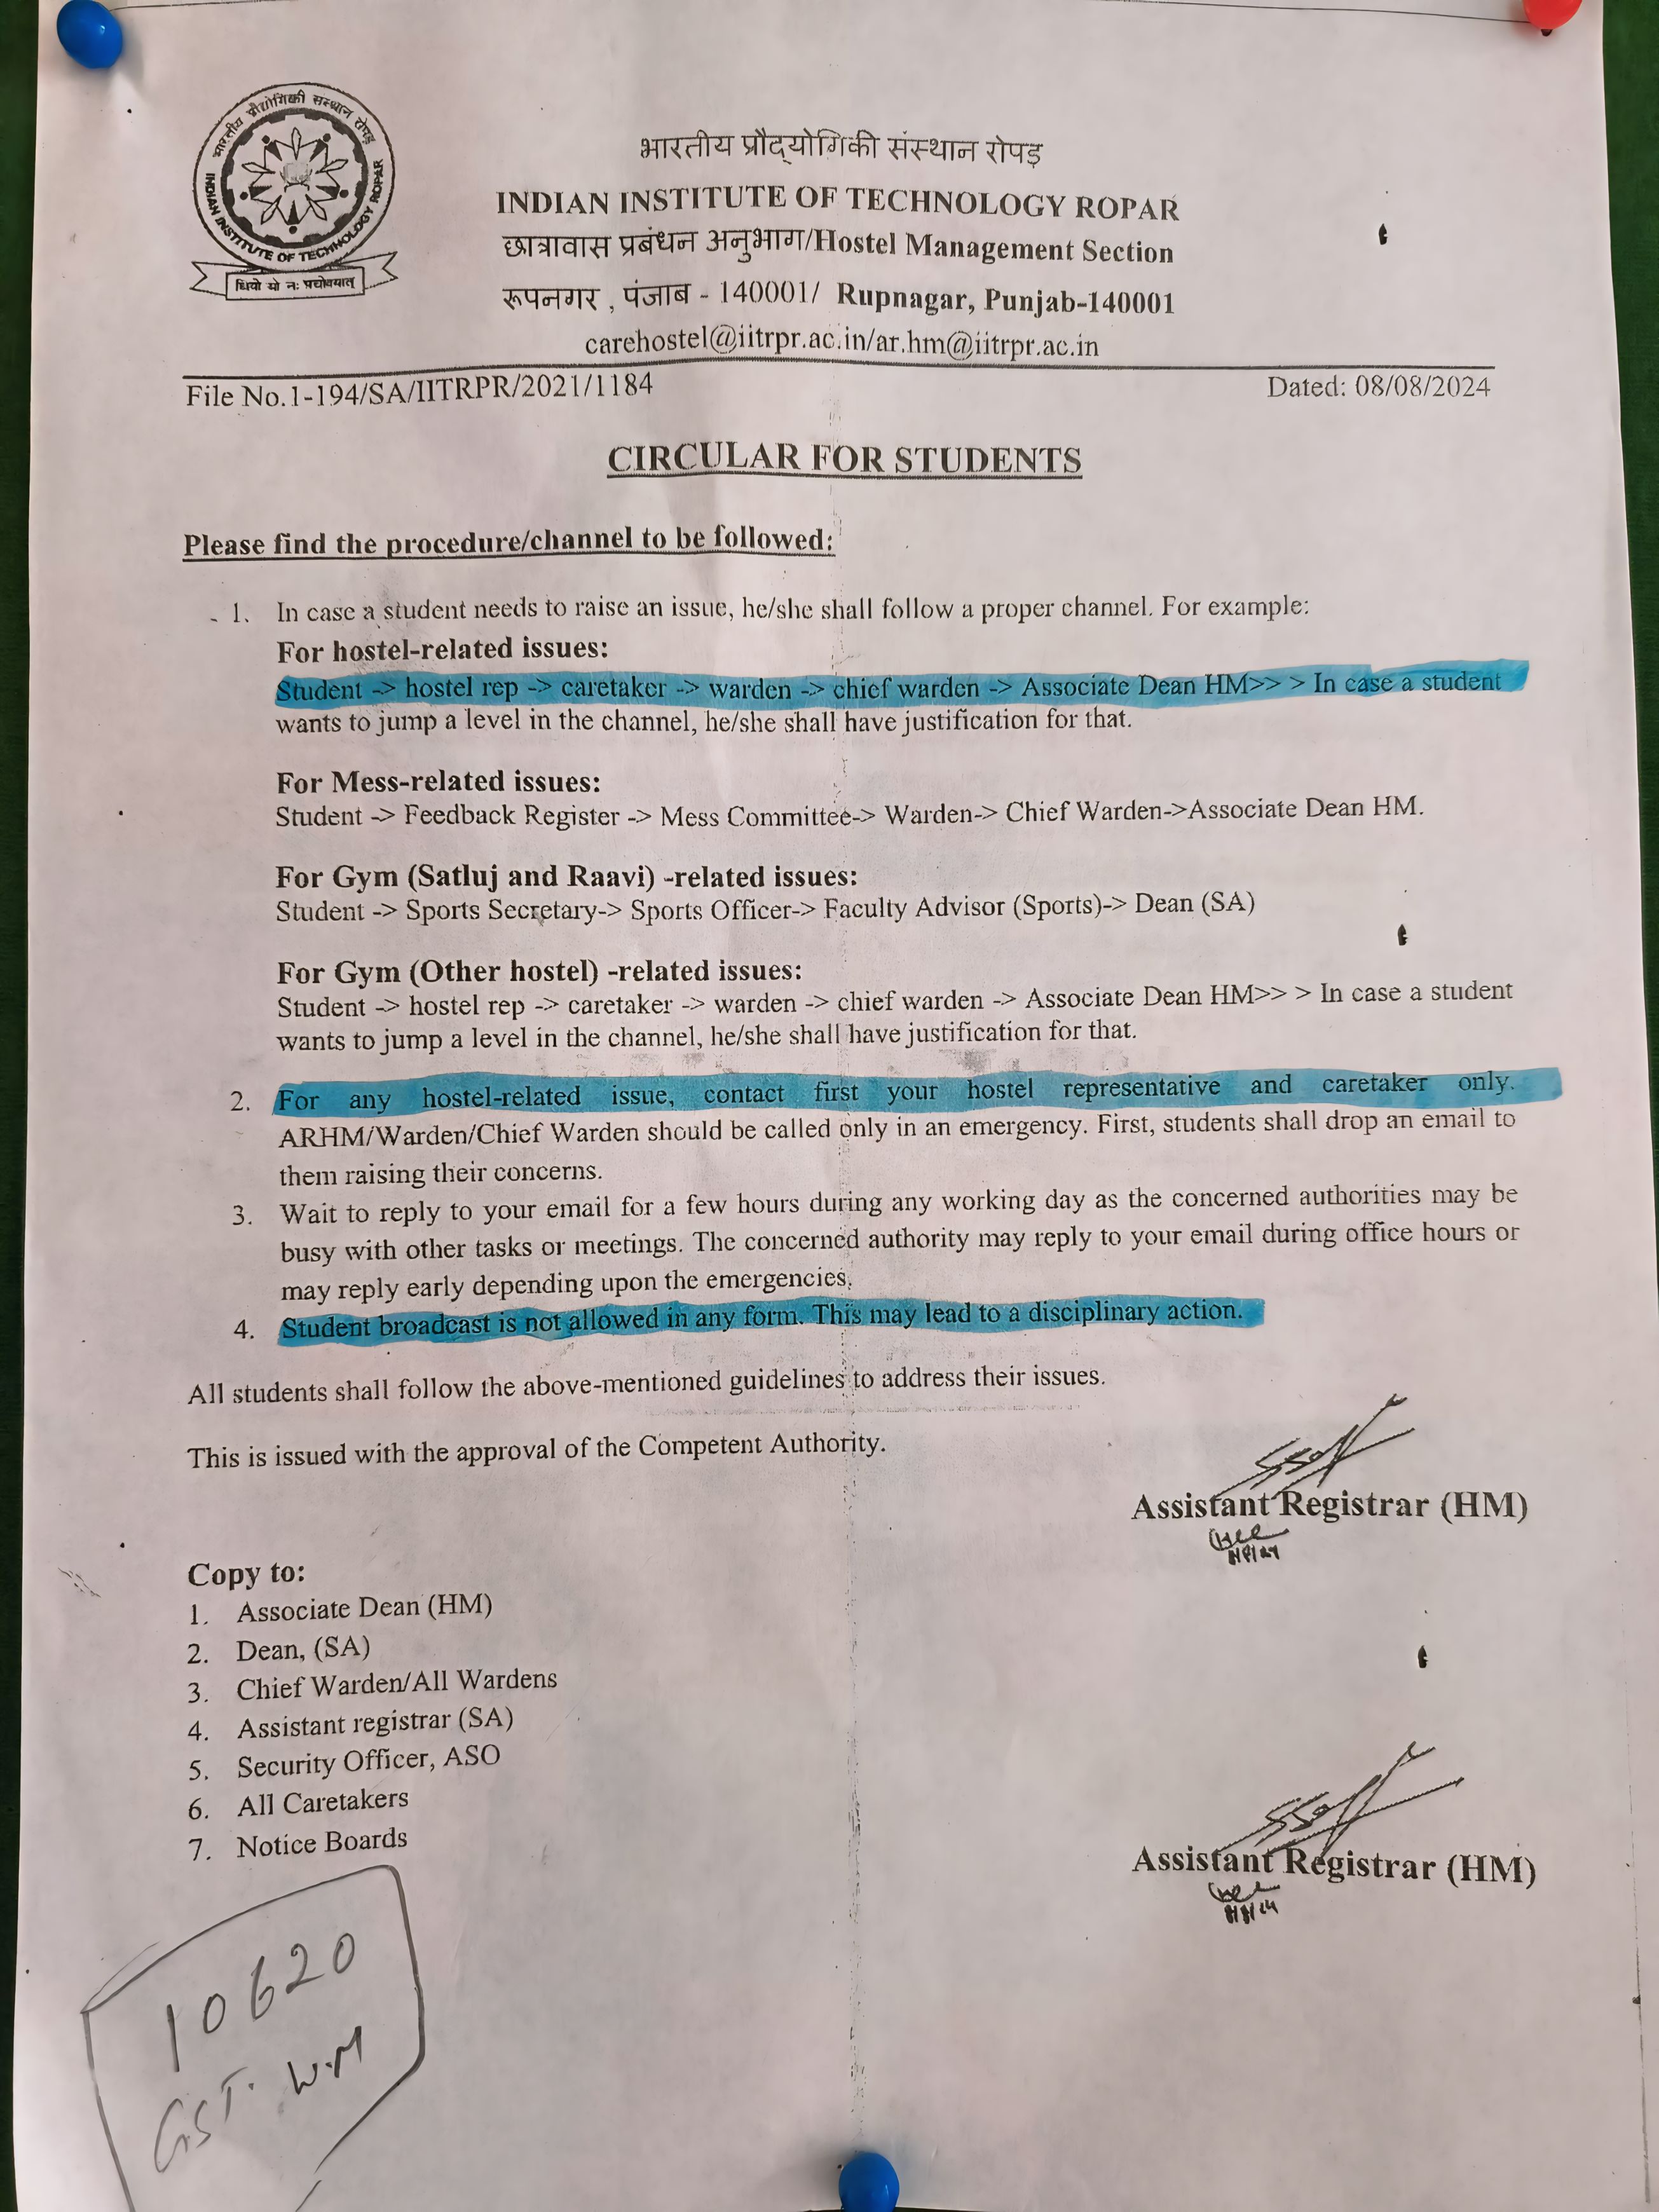 भारतीय प्रौद्योगिकी संस्थान रोपड़
INDIAN INSTITUTE OF TECHNOLOGY ROPAR
धियो यो नः प्रचोदयात्
भारतीय प्रौद्‌योगिकी संस्थान रोपड़
INDIAN INSTITUTE OF TECHNOLOGY ROPAR
छात्रावास प्रबंधन अनुभाग/Hostel Management Section
रूपनगर , पंजाब - 140001/ Rupnagar, Punjab-140001
carehostel@iitrpr.ac.in/ar.hm@iitrpr.ac.in
File No.1-194/SA/IITRPR/2021/1184 Dated: 08/08/2024
CIRCULAR FOR STUDENTS
Please find the procedure/channel to be followed:
1. In case a student needs to raise an issue, he/she shall follow a proper channel. For example:
For hostel-related issues:
Student -> hostel rep -> caretaker -> warden -> chief warden -> Associate Dean HM>> > In case a student
wants to jump a level in the channel, he/she shall have justification for that.
For Mess-related issues:
Student -> Feedback Register -> Mess Committee-> Warden-> Chief Warden->Associate Dean HM.
For Gym (Satluj and Raavi) -related issues:
Student -> Sports Secretary-> Sports Officer-> Faculty Advisor (Sports)-> Dean (SA)
For Gym (Other hostel) -related issues:
Student -> hostel rep -> caretaker -> warden -> chief warden -> Associate Dean HM>> > In case a student
wants to jump a level in the channel, he/she shall have justification for that.
2. For any hostel-related issue, contact first your hostel representative and caretaker only.
ARHM/Warden/Chief Warden should be called only in an emergency. First, students shall drop an email to
them raising their concerns.
3. Wait to reply to your email for a few hours during any working day as the concerned authorities may be
busy with other tasks or meetings. The concerned authority may reply to your email during office hours or
may reply early depending upon the emergencies.
4. Student broadcast is not allowed in any form. This may lead to a disciplinary action.
All students shall follow the above-mentioned guidelines to address their issues.
This is issued with the approval of the Competent Authority.
Assistant Registrar (HM)
Copy to:
1. Associate Dean (HM)
2. Dean, (SA)
3. Chief Warden/All Wardens
4. Assistant registrar (SA)
5. Security Officer, ASO
6. All Caretakers
7. Notice Boards
Assistant Registrar (HM)
10620
GST. W.M